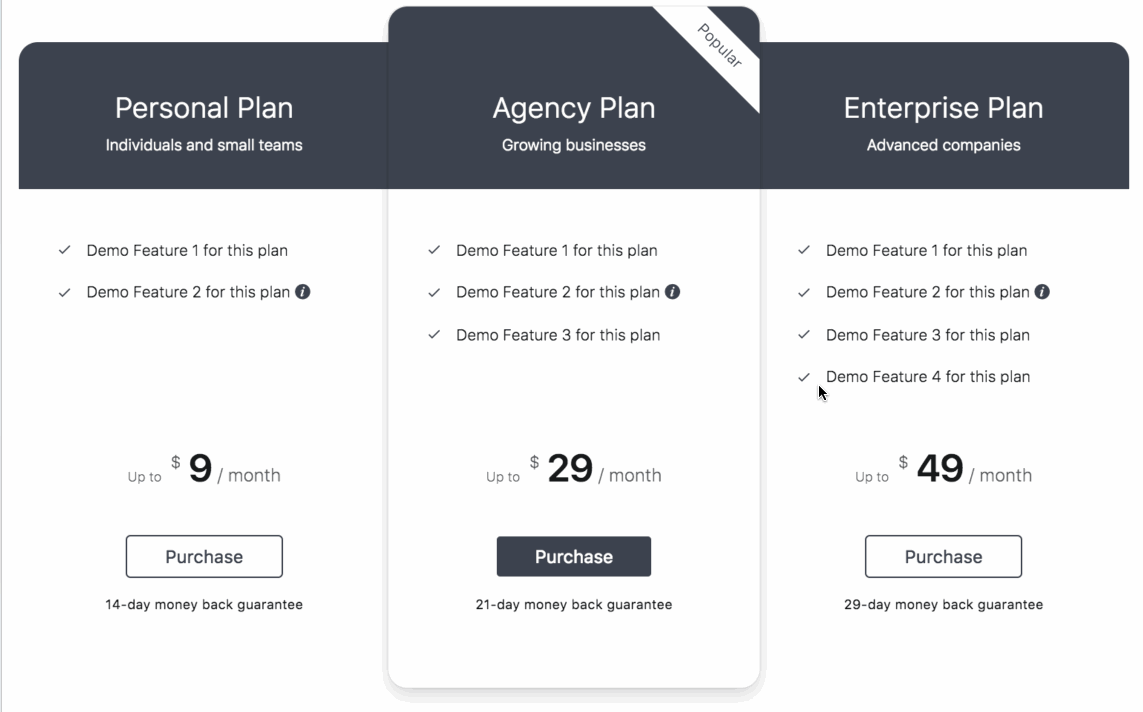 Popular
Personal Plan
Individuals and small teams
Demo Feature 1 for this plan
Demo Feature 2 for this plan i
Up to $ 9 / month
Purchase
14-day money back guarantee
Agency Plan
Growing businesses
Demo Feature 1 for this plan
Demo Feature 2 for this plan i
Demo Feature 3 for this plan
Up to $ 29 / month
Purchase
21-day money back guarantee
Enterprise Plan
Advanced companies
Demo Feature 1 for this plan
Demo Feature 2 for this plan i
Demo Feature 3 for this plan
Demo Feature 4 for this plan
Up to $ 49 / month
Purchase
29-day money back guarantee